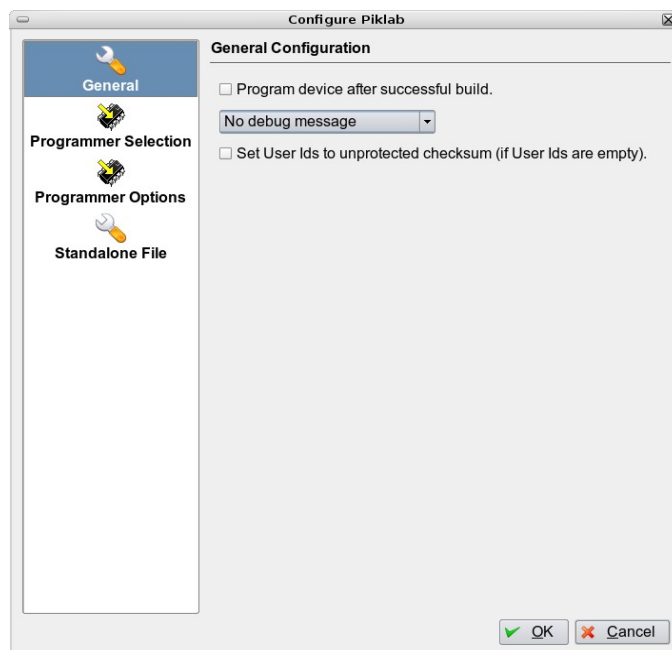 Configure Piklab
General
Programmer Selection
Programmer Options
Standalone File
General Configuration
Program device after successful build.
No debug message
Set User Ids to unprotected checksum (if User Ids are empty).
OK
Cancel